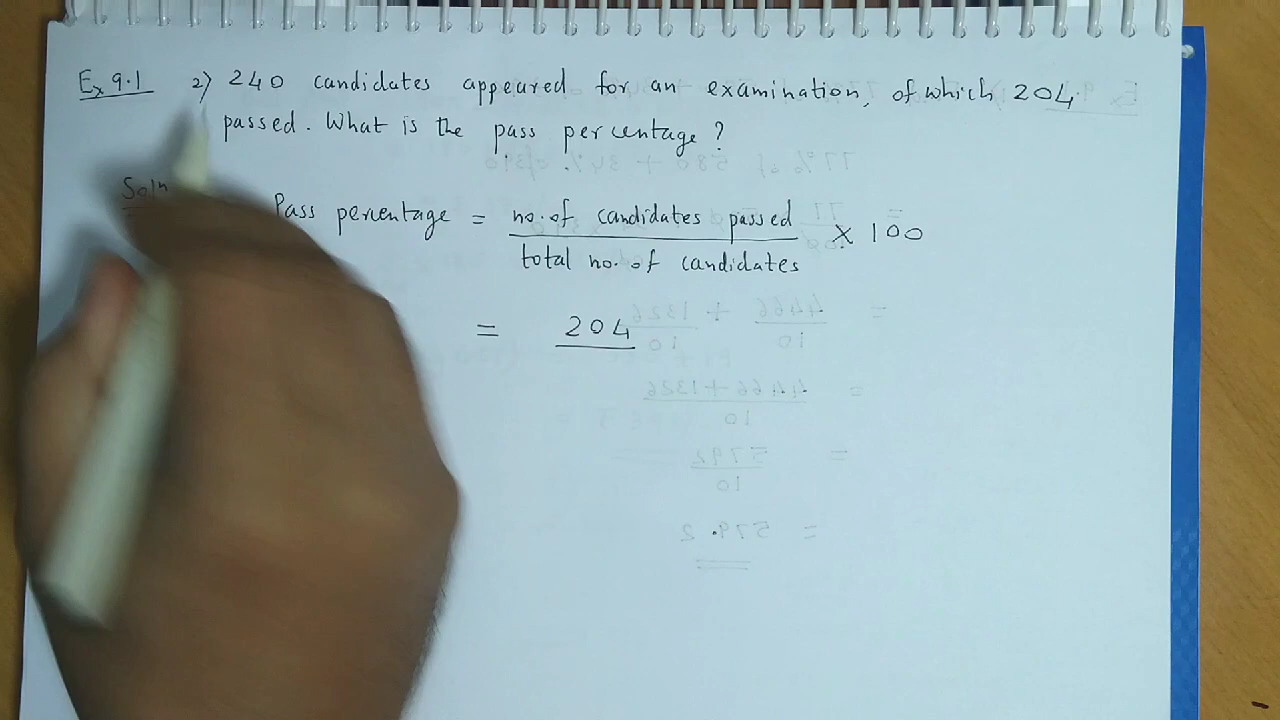 Ex 9.1 2) 240 candidates appeared for an examination, of which 204
passed. What is the pass percentage?
Soln
Pass percentage = no. of candidates passed / total no. of candidates × 100
= 204